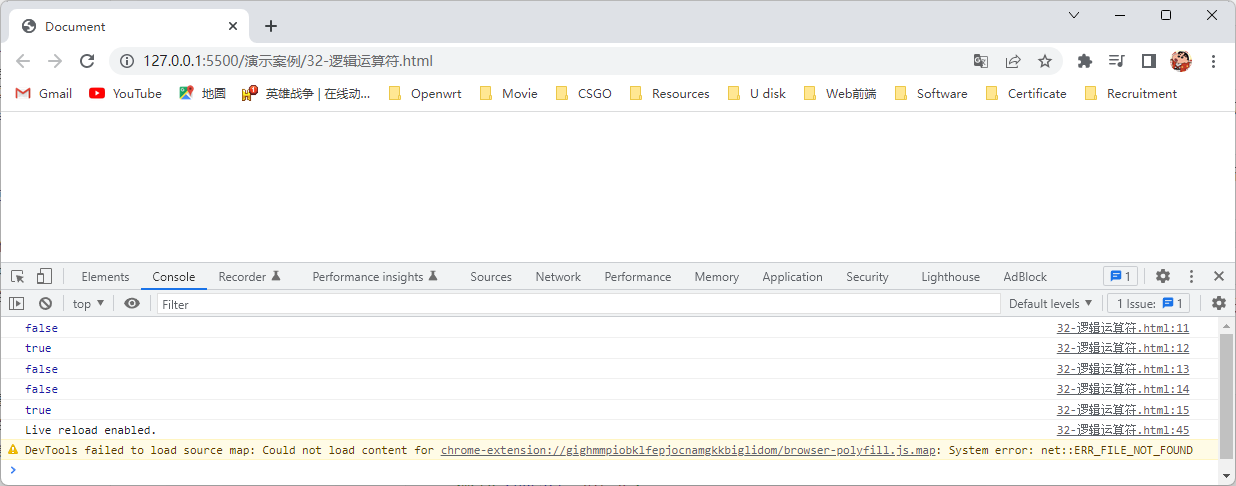 Document
127.0.0.1:5500/演示案例/32-逻辑运算符.html
Gmail YouTube 地图 英雄战争 | 在线动... Openwrt Movie CSGO Resources U disk Web前端 Software Certificate Recruitment
Elements Console Recorder Performance insights Sources Network Performance Memory Application Security Lighthouse AdBlock 1
top Filter Default levels 1 Issue: 1
false 32-逻辑运算符.html:11
true 32-逻辑运算符.html:12
false 32-逻辑运算符.html:13
false 32-逻辑运算符.html:14
true 32-逻辑运算符.html:15
Live reload enabled. 32-逻辑运算符.html:45
DevTools failed to load source map: Could not load content for chrome-extension://gighmmpiobklfepjocnamgkkbiglidom/browser-polyfill.js.map: System error: net::ERR_FILE_NOT_FOUND